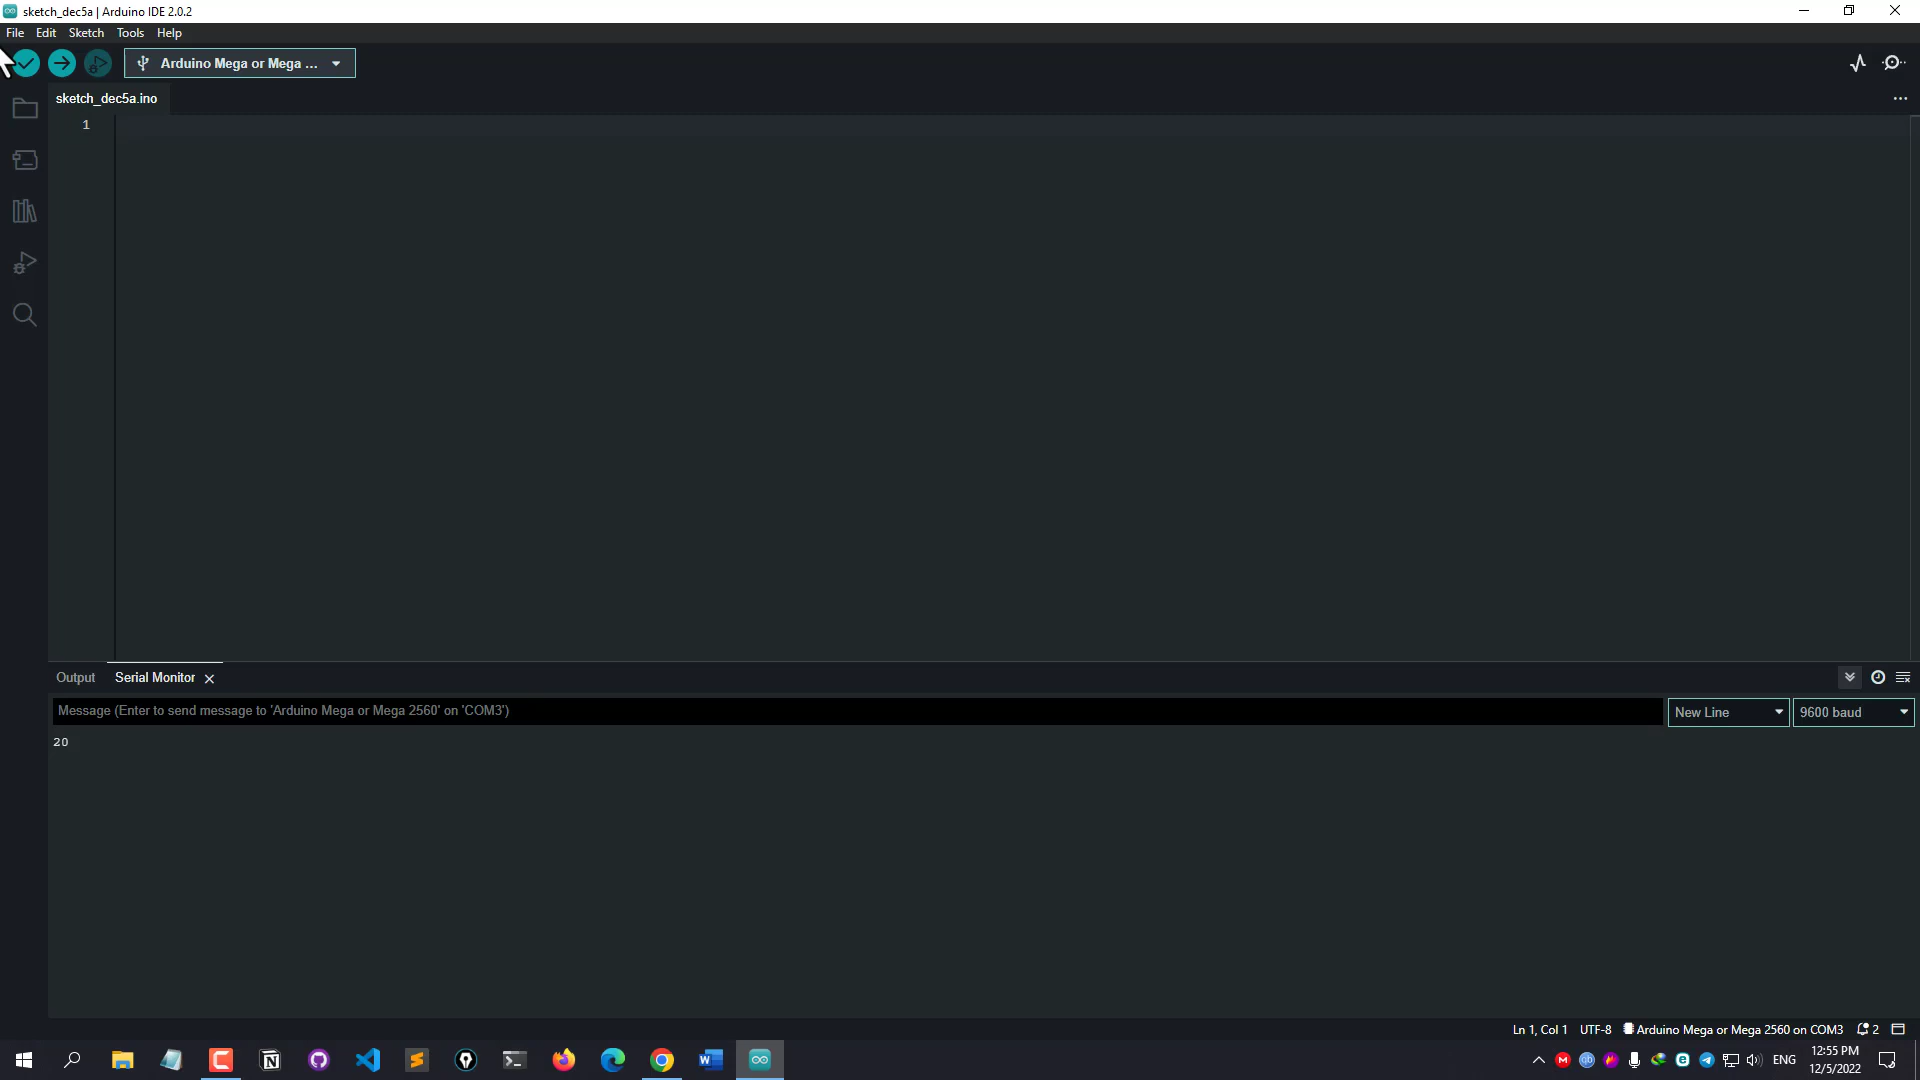 sketch_dec5a | Arduino IDE 2.0.2
File Edit Sketch Tools Help
Arduino Mega or Mega ...
sketch_dec5a.ino
1
Output Serial Monitor
Message (Enter to send message to 'Arduino Mega or Mega 2560' on 'COM3')
New Line
9600 baud
20
Ln 1, Col 1 UTF-8 Arduino Mega or Mega 2560 on COM3 2
ENG
12:55 PM
12/5/2022